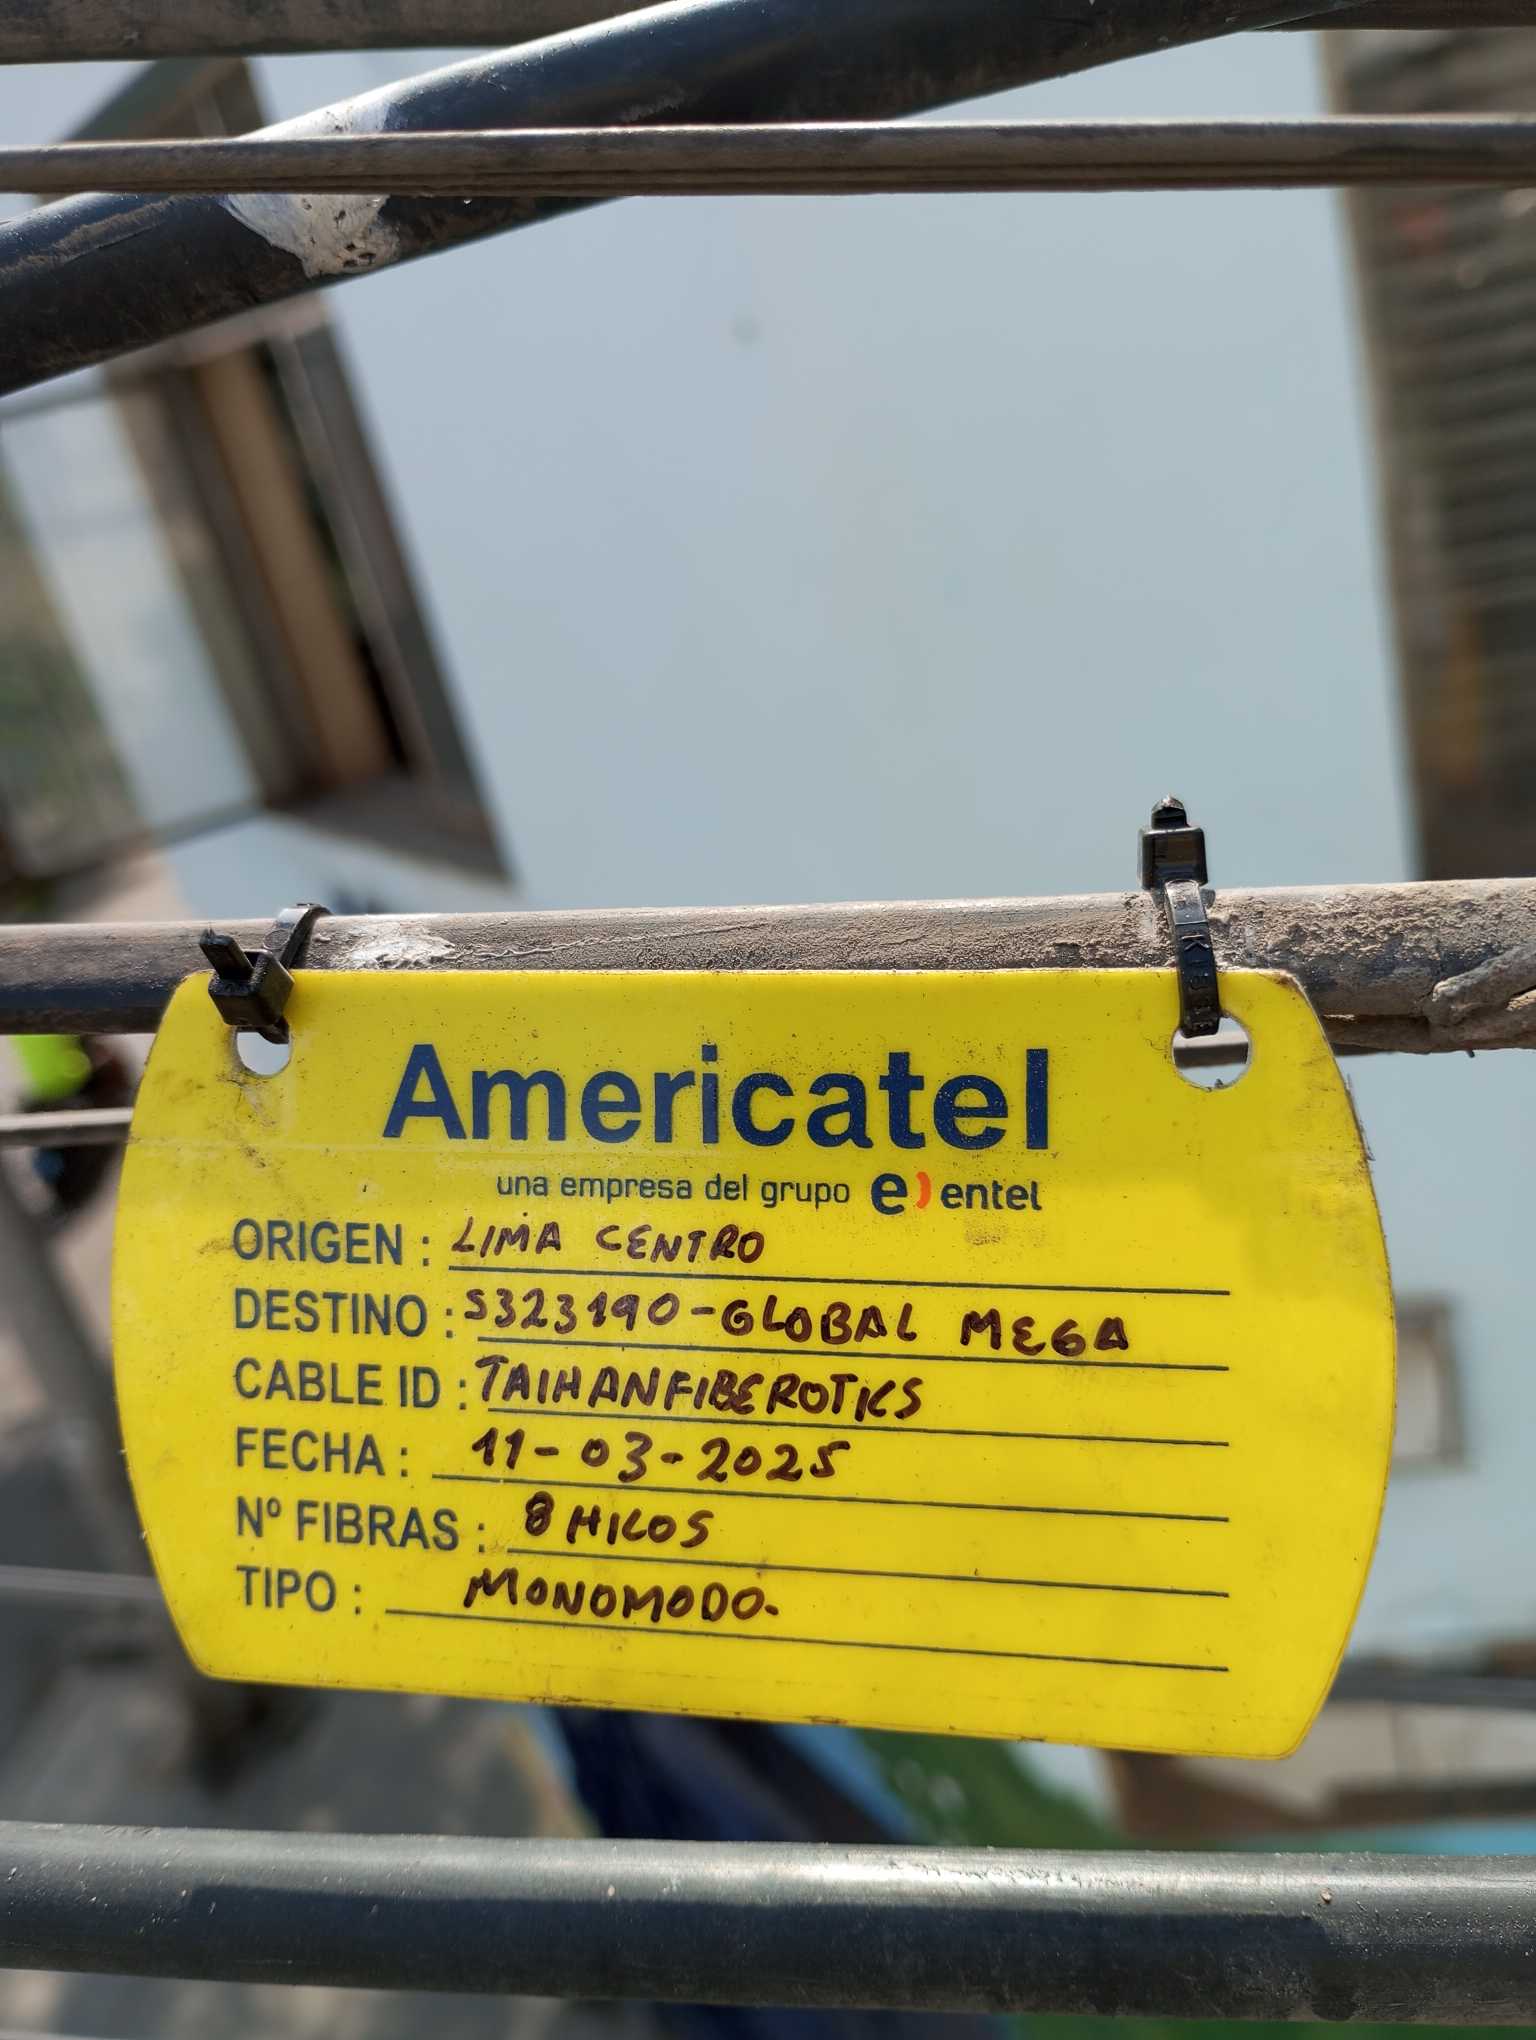 Americatel
una empresa del grupo e) entel
ORIGEN : LIMA CENTRO
DESTINO : S323190-GLOBAL MEGA
CABLE ID : TAIHANFIBEROTICS
FECHA : 11-03-2025
Nº FIBRAS : 8 HILOS
TIPO : MONOMODO.